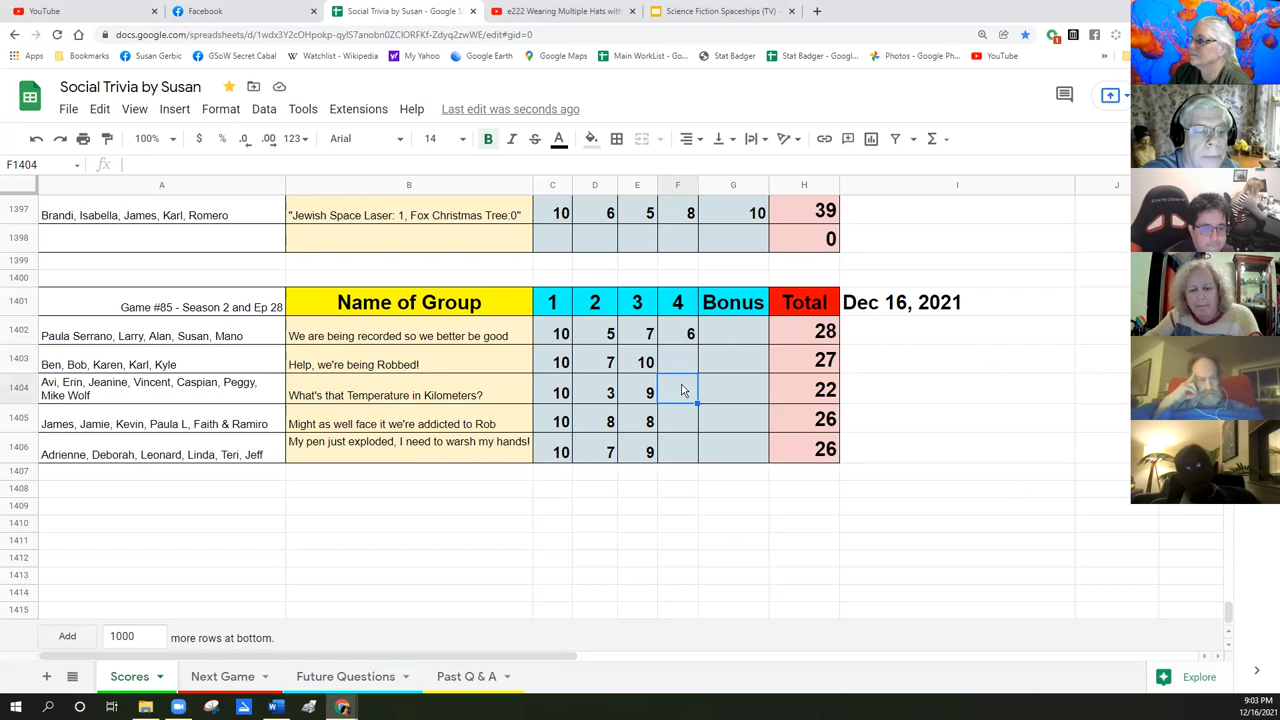 YouTube
Facebook
Social Trivia by Susan - Google S
e222 Wearing Multiple Hats with
Science Fiction Spaceships (TV) -
Apps
Bookmarks
Susan Gerbic
GSoW Secret Cabal
Watchlist - Wikipedia
My Yahoo
Google Earth
Google Maps
Main WorkList - Go...
Stat Badger
Stat Badger - Googl...
Photos - Google Ph...
YouTube
Social Trivia by Susan
File Edit View Insert Format Data Tools Extensions Help Last edit was seconds ago
100% $ % .0 .00 123 Arial 14 B I S A
F1404 fx
A B C D E F G H I J
1397 Brandi, Isabella, James, Karl, Romero "Jewish Space Laser: 1, Fox Christmas Tree:0" 10 6 5 8 10 39
1398 0
1399
1400
1401 Game #85 - Season 2 and Ep 28 Name of Group 1 2 3 4 Bonus Total Dec 16, 2021
1402 Paula Serrano, Larry, Alan, Susan, Mano We are being recorded so we better be good 10 5 7 6 28
1403 Ben, Bob, Karen, Karl, Kyle Help, we're being Robbed! 10 7 10 27
1404 Avi, Erin, Jeanine, Vincent, Caspian, Peggy,
Mike Wolf What's that Temperature in Kilometers? 10 3 9 22
1405 James, Jamie, Kevin, Paula L, Faith & Ramiro Might as well face it we're addicted to Rob 10 8 8 26
1406 Adrienne, Deborah, Leonard, Linda, Teri, Jeff My pen just exploded, I need to warsh my hands! 10 7 9 26
1407
1408
1409
1410
1411
1412
1413
1414
1415
Add 1000 more rows at bottom.
Scores Next Game Future Questions Past Q & A Explore
9:03 PM
12/16/2021